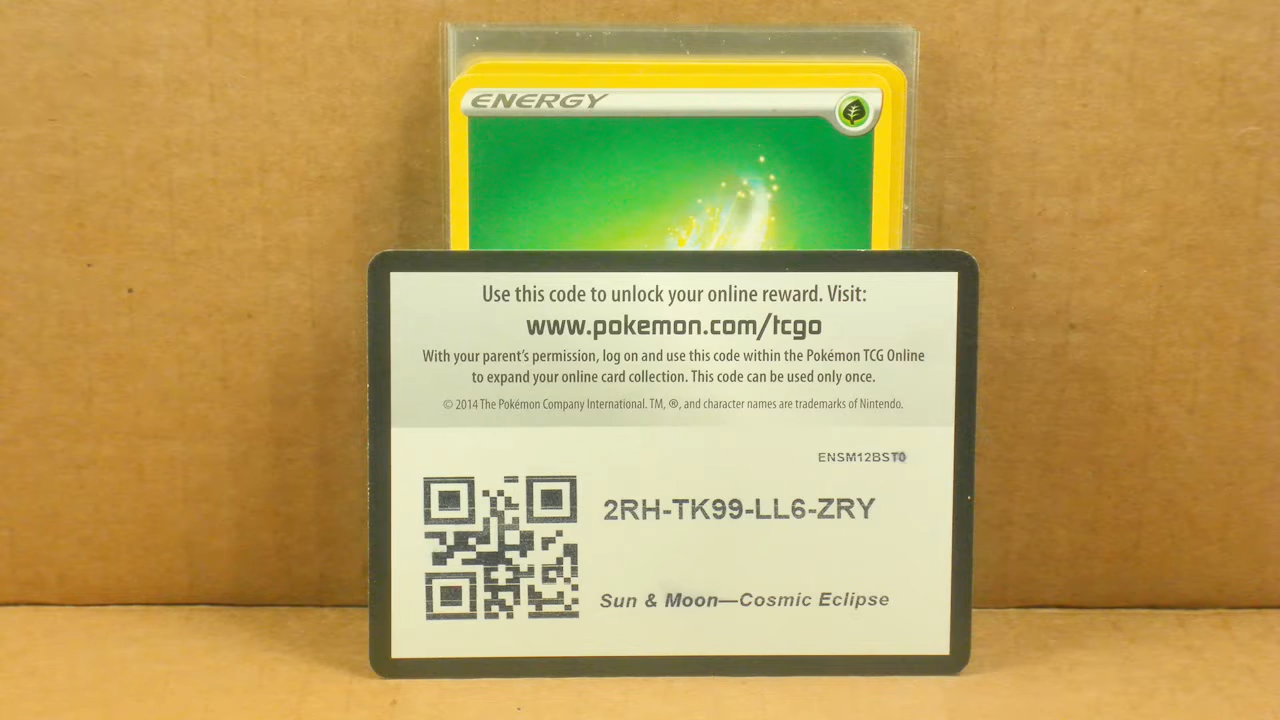 ENERGY
Use this code to unlock your online reward. Visit:
www.pokemon.com/tcgo
With your parent's permission, log on and use this code within the Pokémon TCG Online
to expand your online card collection. This code can be used only once.
© 2014 The Pokémon Company International. TM, ®, and character names are trademarks of Nintendo.
ENSM12BST0
2RH-TK99-LL6-ZRY
Sun & Moon—Cosmic Eclipse